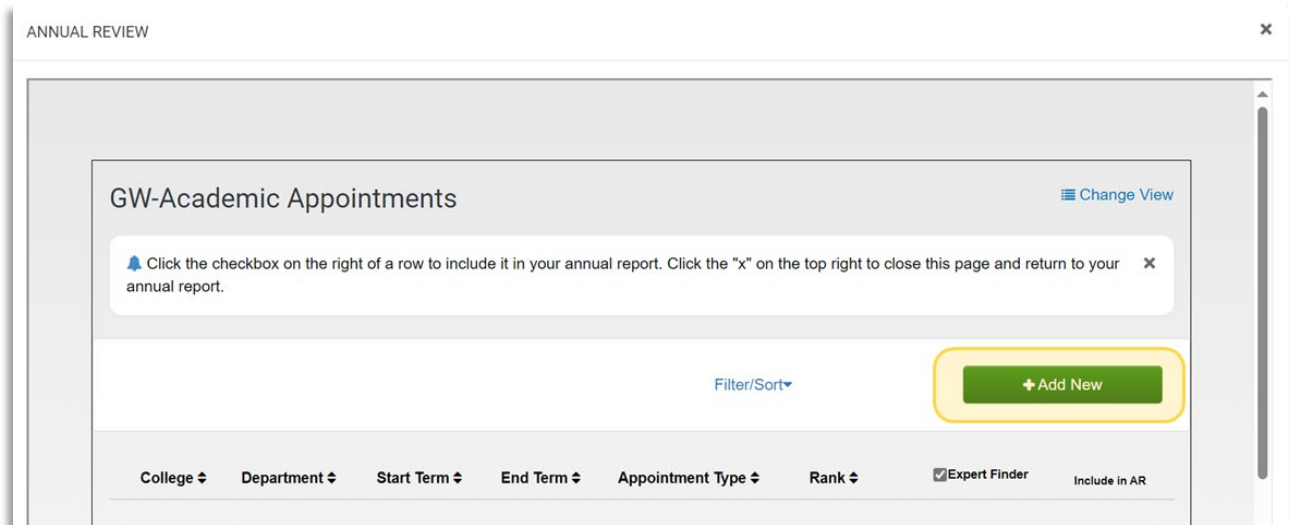 ANNUAL REVIEW
GW-Academic Appointments
Change View
Click the checkbox on the right of a row to include it in your annual report. Click the "x" on the top right to close this page and return to your
annual report.
Filter/Sort
+Add New
College Department Start Term End Term Appointment Type Rank Expert Finder Include in AR